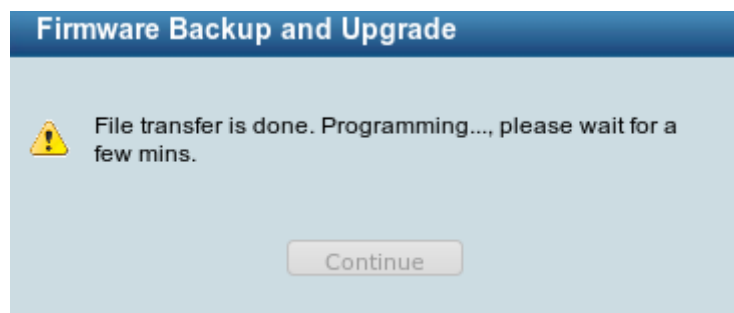 Firmware Backup and Upgrade
File transfer is done. Programming..., please wait for a
few mins.
Continue